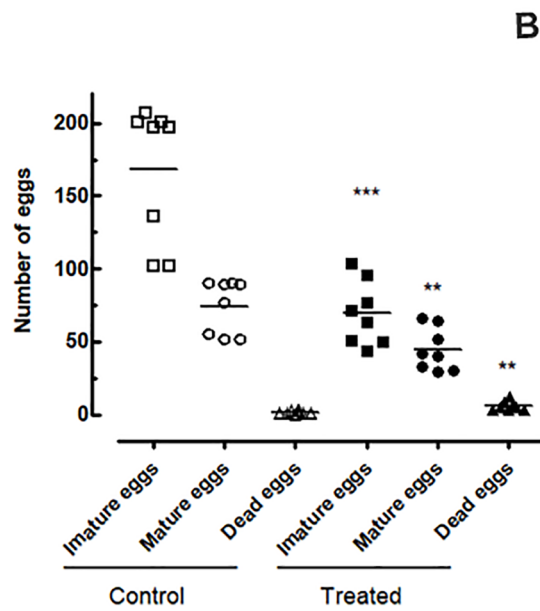 B
Number of eggs
200
150
100
50
0
***
**
**
Imature eggs
Mature eggs
Dead eggs
Imature eggs
Mature eggs
Dead eggs
Control
Treated